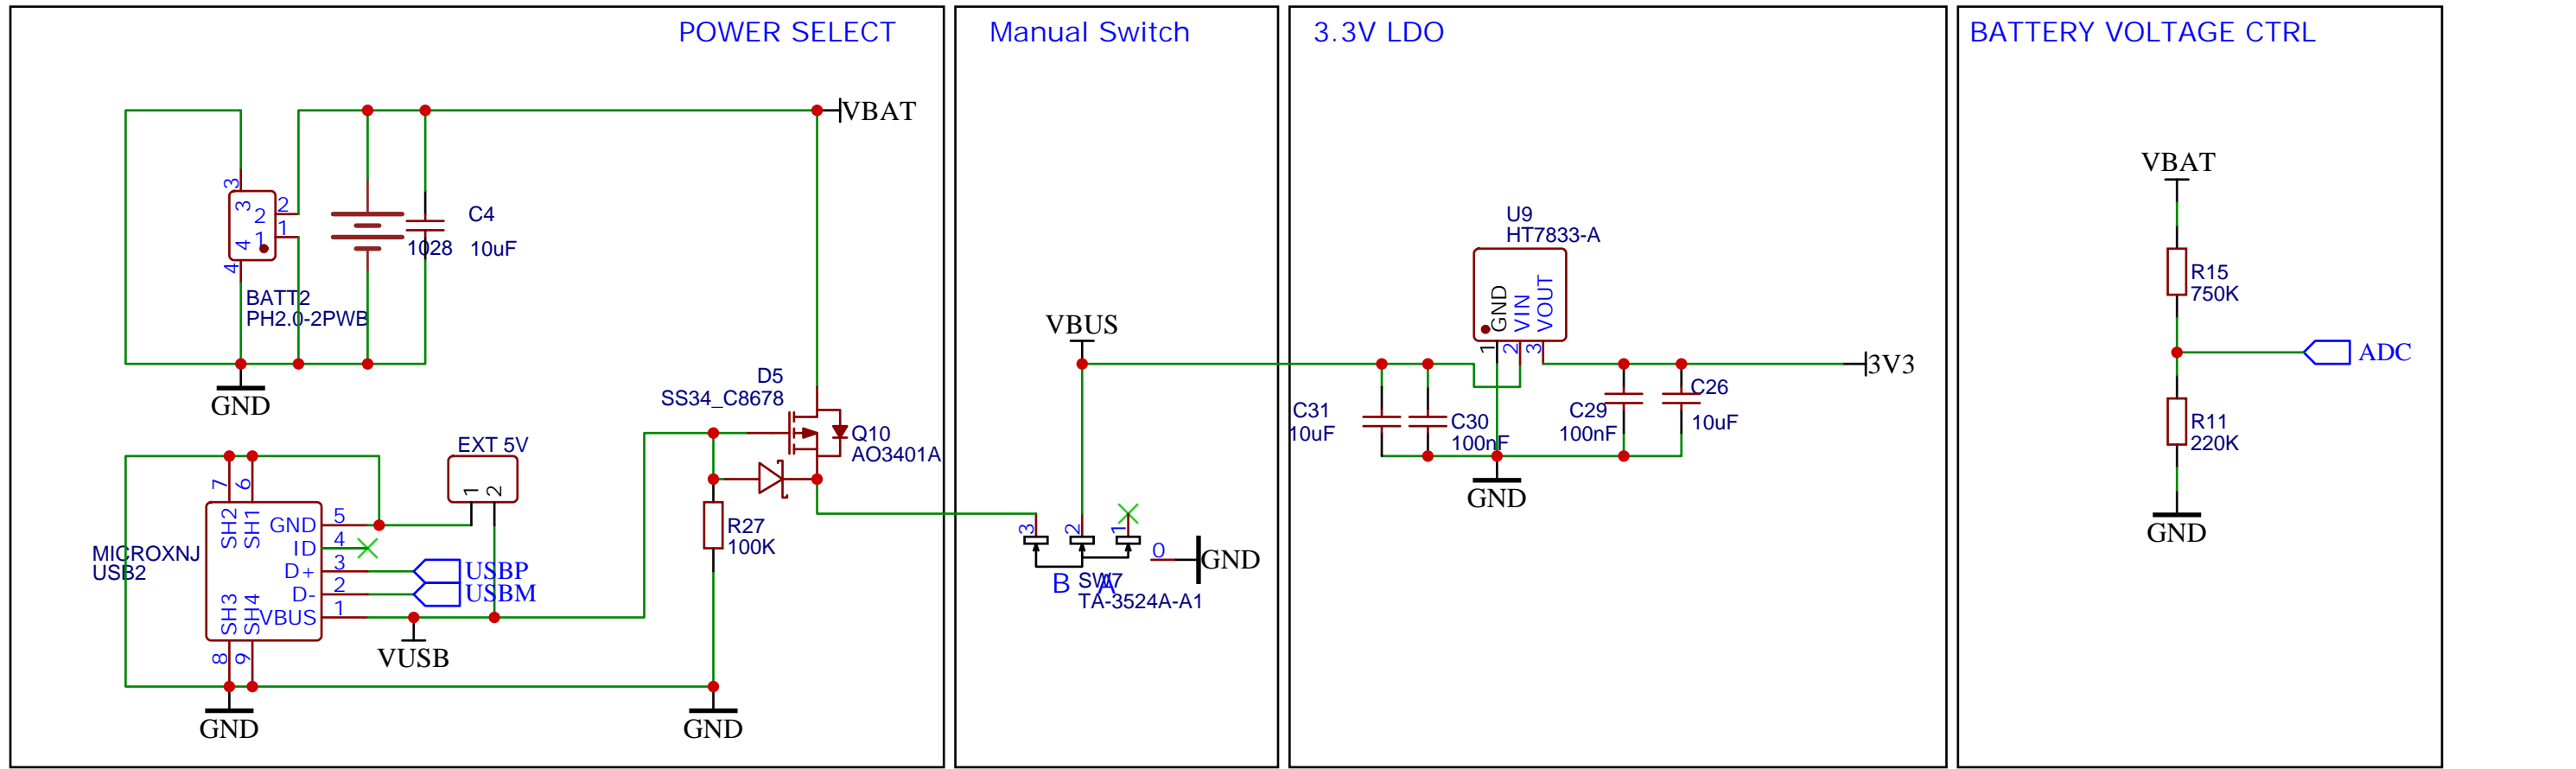 POWER SELECT
VBAT
3
3
2
2
1
1
4
4
BATT2
PH2.0-2PWB
1028
C4
10uF
GND
D5
SS34_C8678
Q10
AO3401A
EXT 5V
1
2
7
6
SH2
SH1
GND
5
ID
4
D+
3
D-
2
VBUS
1
SH3
SH4
8
9
MICROXNJ
USB2
USBP
USBM
VUSB
R27
100K
GND
GND
Manual Switch
VBUS
3
2
1
0
GND
B
A
SW7
TA-3524A-A1
3.3V LDO
U9
HT7833-A
GND
VIN
VOUT
1
2
3
3V3
C31
10uF
C30
100nF
C29
100nF
C26
10uF
GND
BATTERY VOLTAGE CTRL
VBAT
R15
750K
ADC
R11
220K
GND